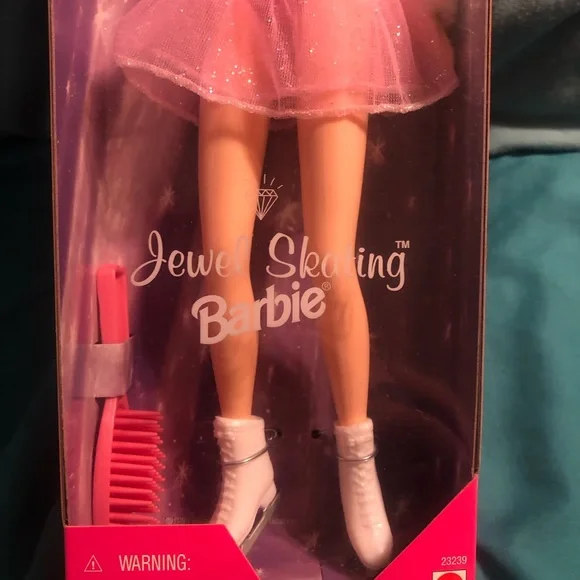 Jewel Skating™
Barbie®
23239
⚠ WARNING: